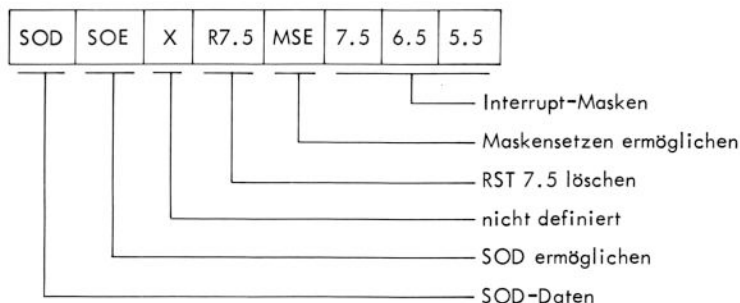 SOD SOE X R7.5 MSE 7.5 6.5 5.5
Interrupt-Masken
Maskensetzen ermöglichen
RST 7.5 löschen
nicht definiert
SOD ermöglichen
SOD-Daten